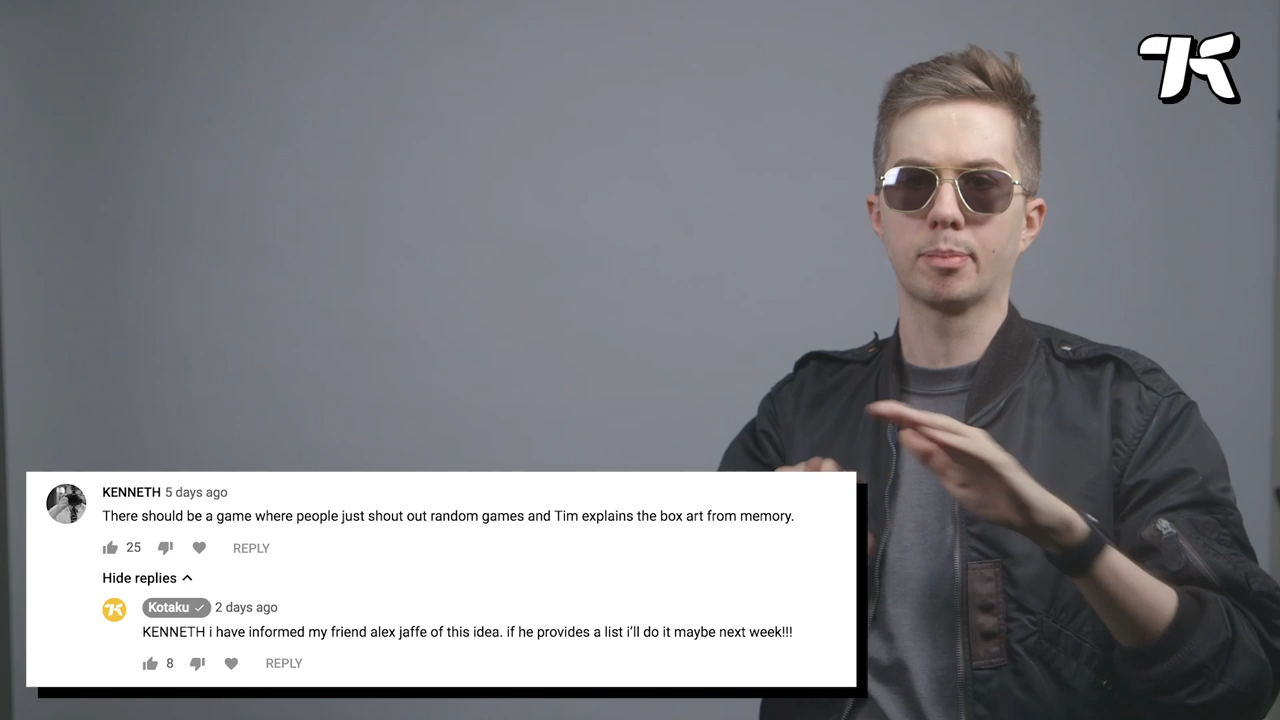 TK
KENNETH 5 days ago
There should be a game where people just shout out random games and Tim explains the box art from memory.
25 REPLY
Hide replies
TK Kotaku 2 days ago
KENNETH i have informed my friend alex jaffe of this idea. if he provides a list i'll do it maybe next week!!!
8 REPLY